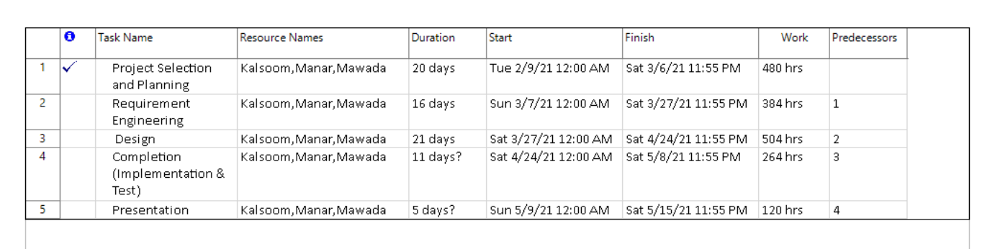 Task Name Resource Names Duration Start Finish Work Predecessors
1 Project Selection Kalsoom,Manar,Mawada 20 days Tue 2/9/21 12:00 AM Sat 3/6/21 11:55 PM 480 hrs
and Planning
2 Requirement Kalsoom,Manar,Mawada 16 days Sun 3/7/21 12:00 AM Sat 3/27/21 11:55 PM 384 hrs 1
Engineering
3 Design Kalsoom,Manar,Mawada 21 days Sat 3/27/21 12:00 AM Sat 4/24/21 11:55 PM 504 hrs 2
4 Completion Kalsoom,Manar,Mawada 11 days? Sat 4/24/21 12:00 AM Sat 5/8/21 11:55 PM 264 hrs 3
(Implementation &
Test)
5 Presentation Kalsoom,Manar,Mawada 5 days? Sun 5/9/21 12:00 AM Sat 5/15/21 11:55 PM 120 hrs 4